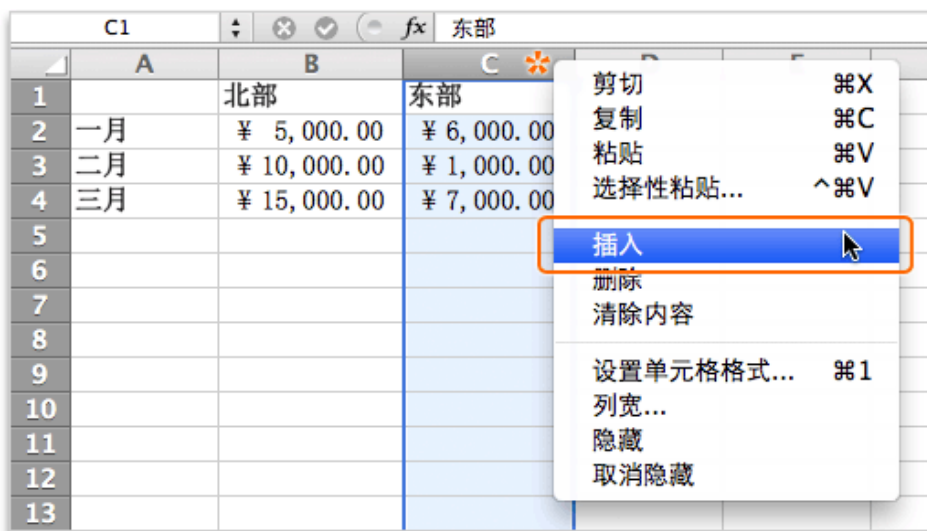 C1 fx 东部
A B C
1 北部 东部
2 一月 ¥ 5,000.00 ¥ 6,000.00
3 二月 ¥ 10,000.00 ¥ 1,000.00
4 三月 ¥ 15,000.00 ¥ 7,000.00
5
6
7
8
9
10
11
12
13
剪切 ⌘X
复制 ⌘C
粘贴 ⌘V
选择性粘贴... ^⌘V
插入
删除
清除内容
设置单元格格式... ⌘1
列宽...
隐藏
取消隐藏